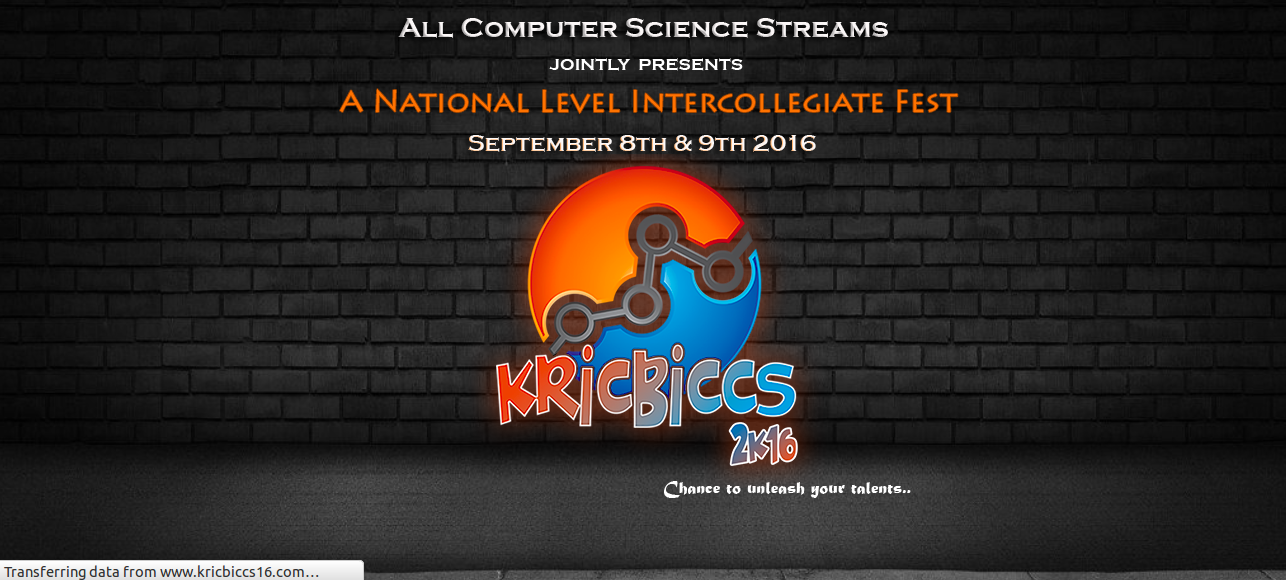 All Computer Science Streams
jointly presents
A National Level Intercollegiate Fest
September 8th & 9th 2016
KRicBiccs
2K16
Chance to unleash your talents..
Transferring data from www.kricbiccs16.com…